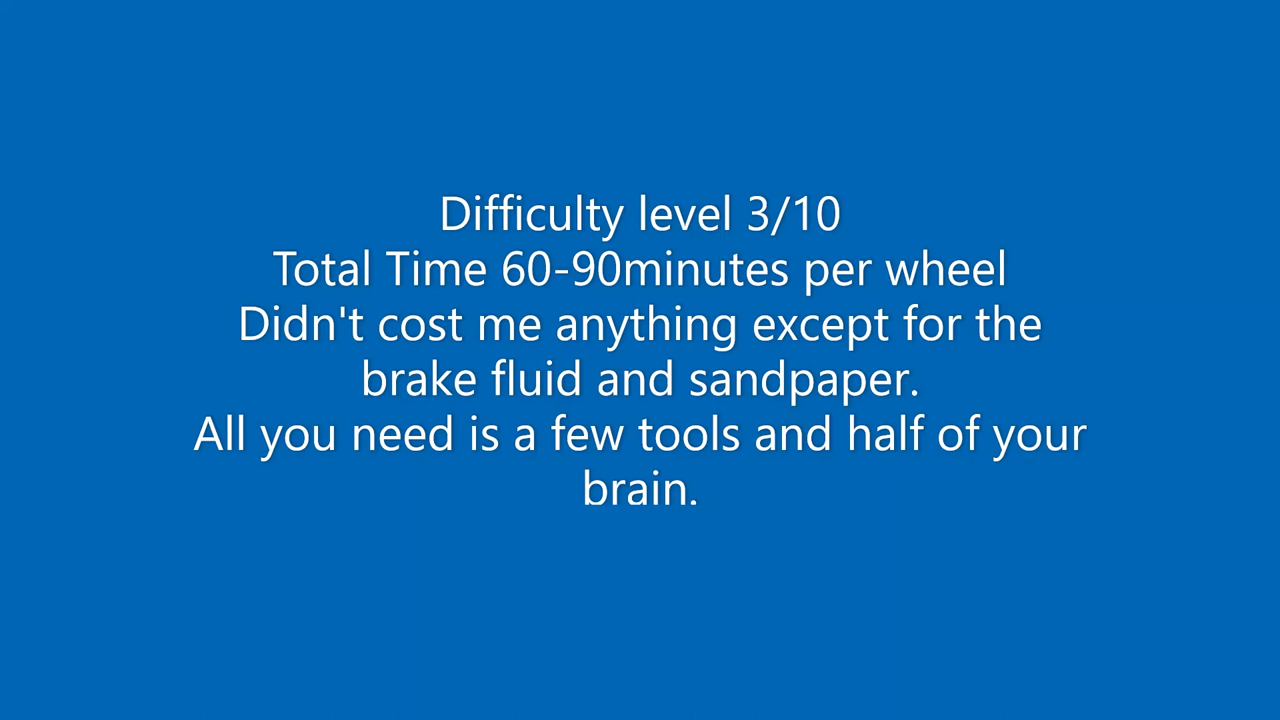 Difficulty level 3/10
Total Time 60-90minutes per wheel
Didn't cost me anything except for the
brake fluid and sandpaper.
All you need is a few tools and half of your
brain.